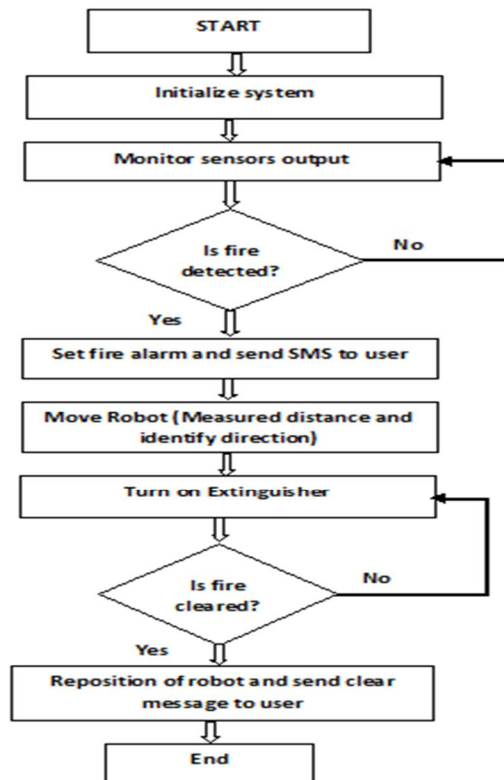 START
Initialize system
Monitor sensors output
Is fire
detected?
No
Yes
Set fire alarm and send SMS to user
Move Robot (Measured distance and
identify direction)
Turn on Extinguisher
Is fire
cleared?
No
Yes
Reposition of robot and send clear
message to user
End